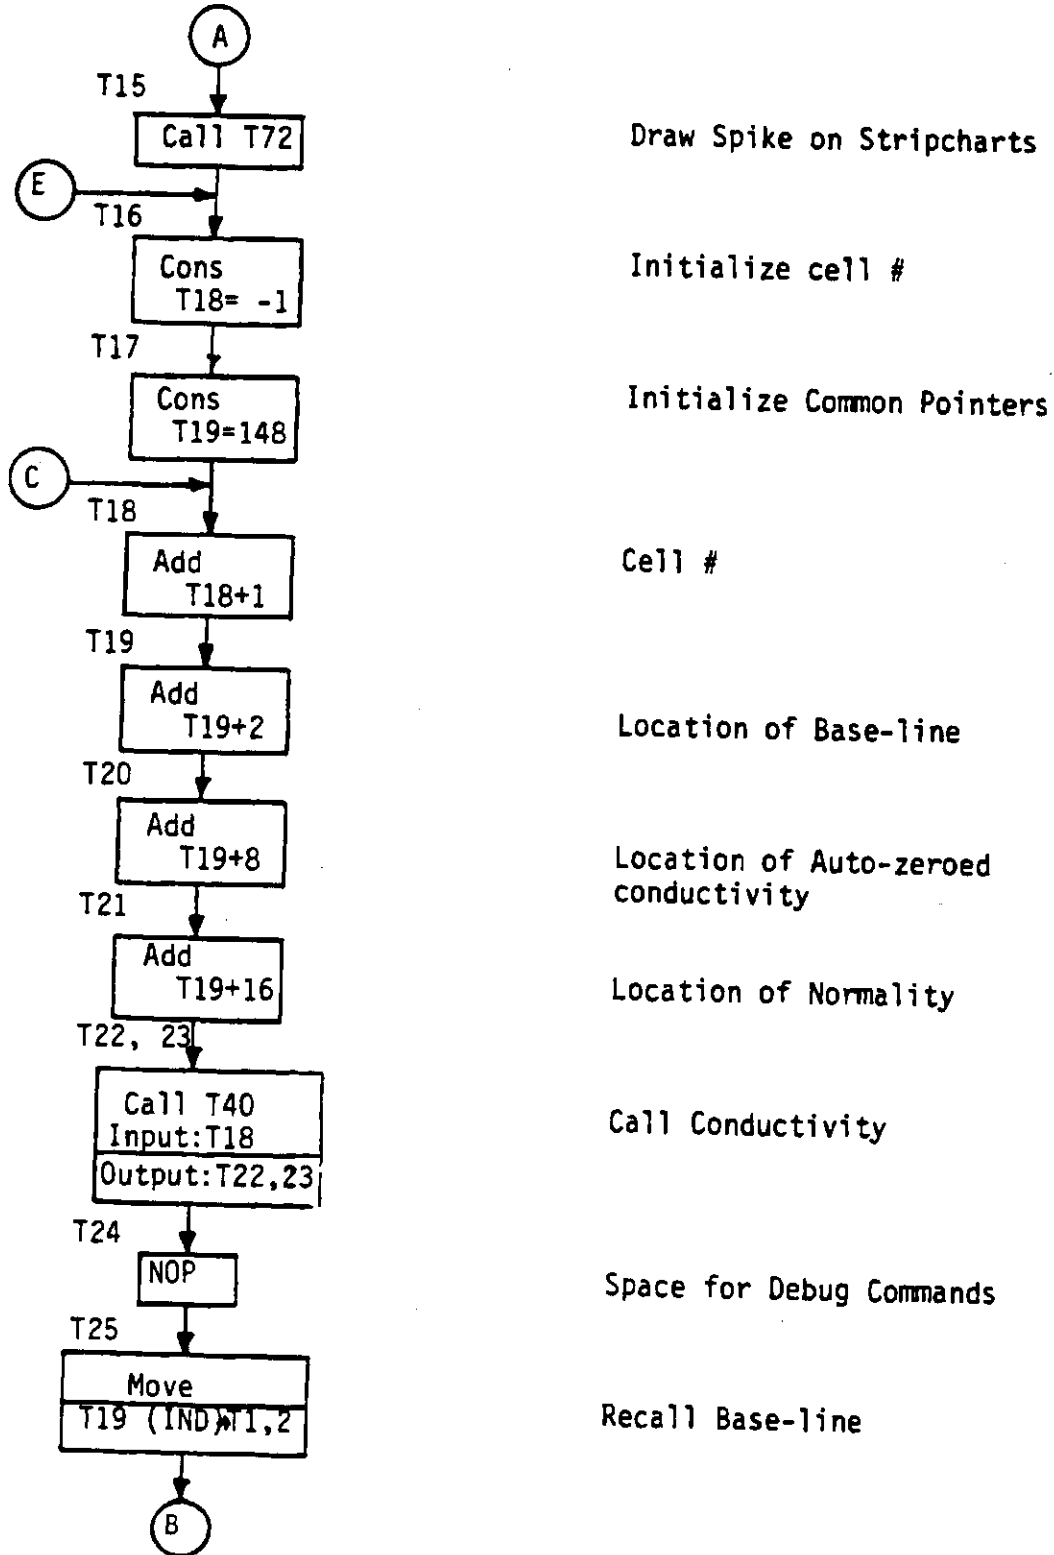 A
T15
Call T72
Draw Spike on Stripcharts
E
T16
Cons
T18= -1
Initialize cell #
T17
Cons
T19=148
Initialize Common Pointers
C
T18
Add
T18+1
Cell #
T19
Add
T19+2
Location of Base-line
T20
Add
T19+8
Location of Auto-zeroed
conductivity
T21
Add
T19+16
Location of Normality
T22, 23
Call T40
Input:T18
Output:T22,23
Call Conductivity
T24
NOP
Space for Debug Commands
T25
Move
T19 (IND)→T1,2
Recall Base-line
B